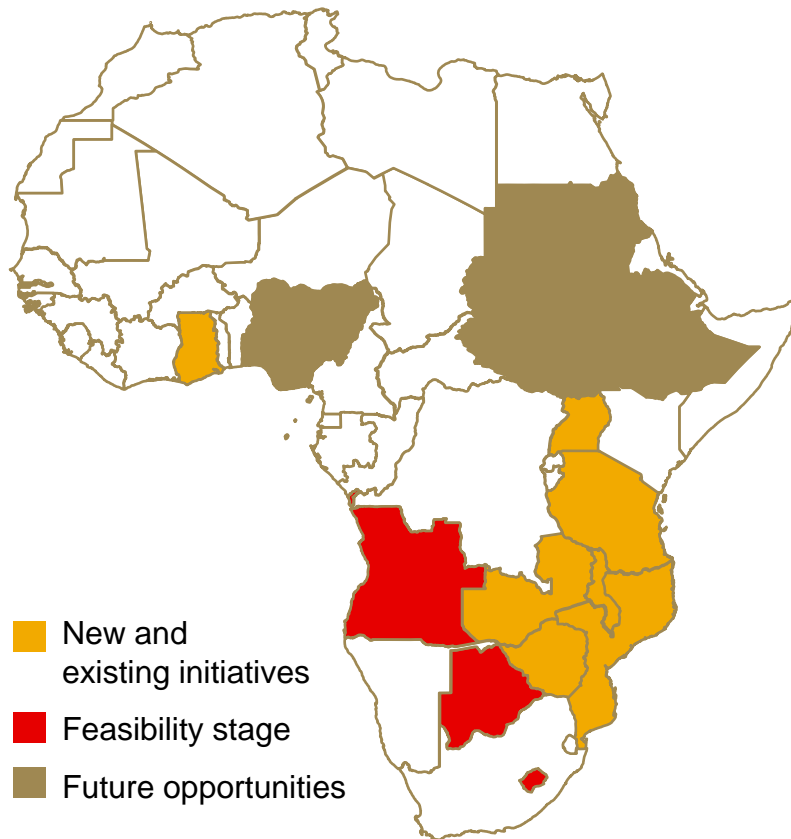 New and
existing initiatives
Feasibility stage
Future opportunities